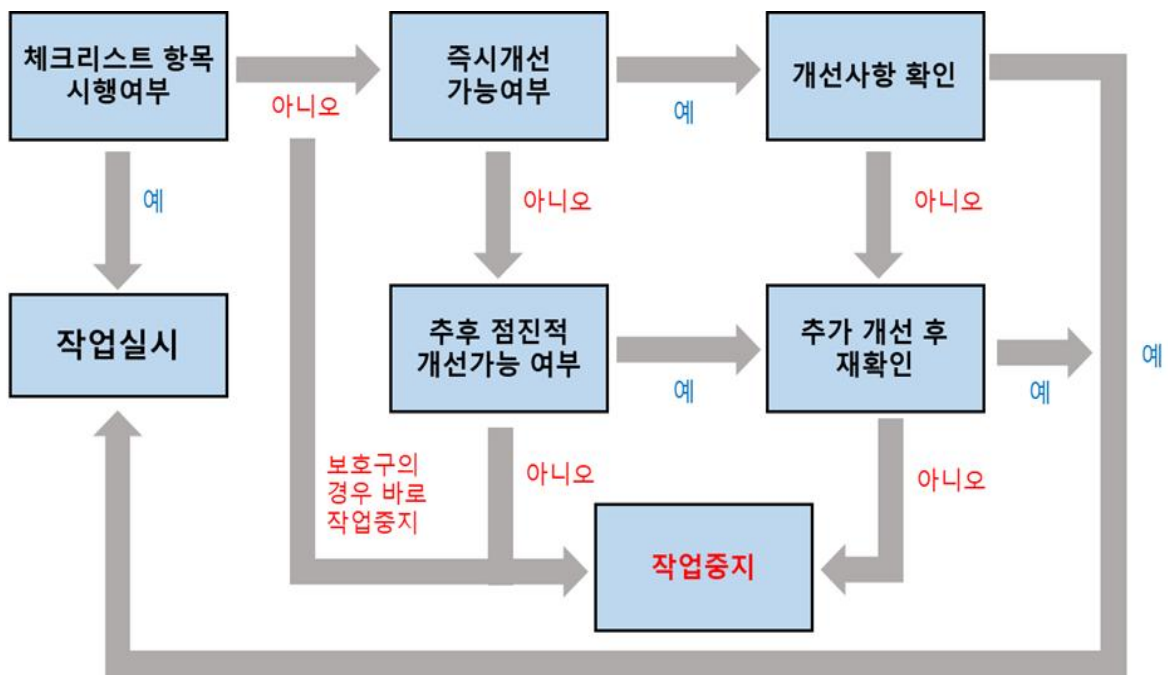 체크리스트 항목
시행여부
아니오
즉시개선
가능여부
예
개선사항 확인
예
아니오
아니오
작업실시
추후 점진적
개선가능 여부
예
추가 개선 후
재확인
예
예
보호구의
경우 바로
작업중지
아니오
아니오
작업중지